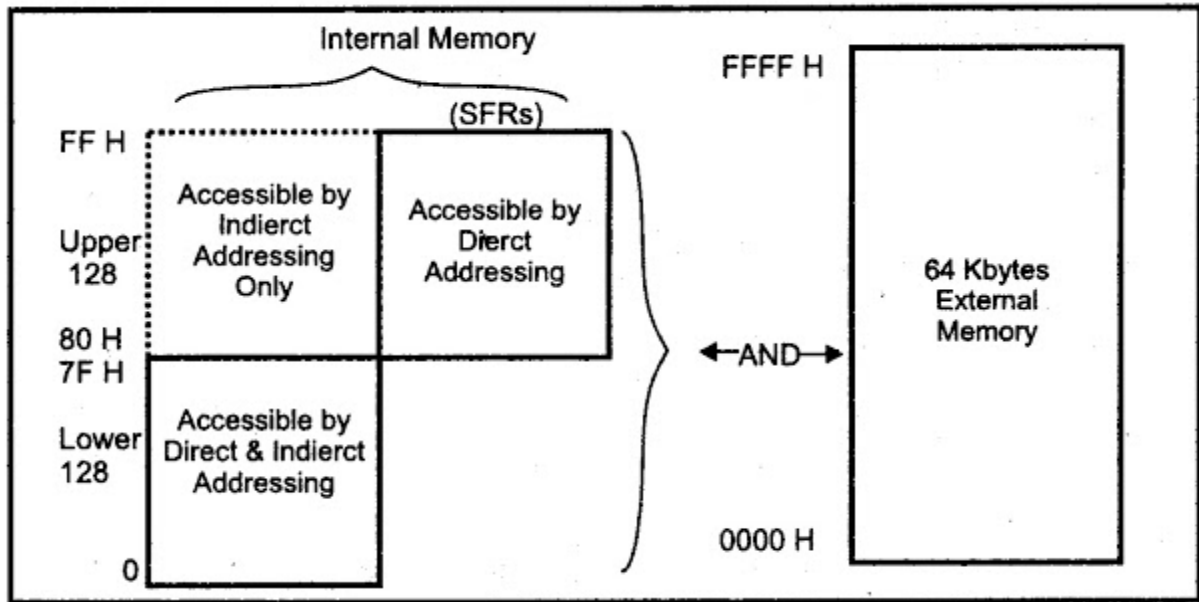 Internal Memory
(SFRs)
FF H
Accessible by
Indierct
Addressing
Only
Accessible by
Dierct
Addressing
Upper
128
80 H
7F H
Lower
128
Accessible by
Direct & Indierct
Addressing
0
AND
FFFF H
64 Kbytes
External
Memory
0000 H